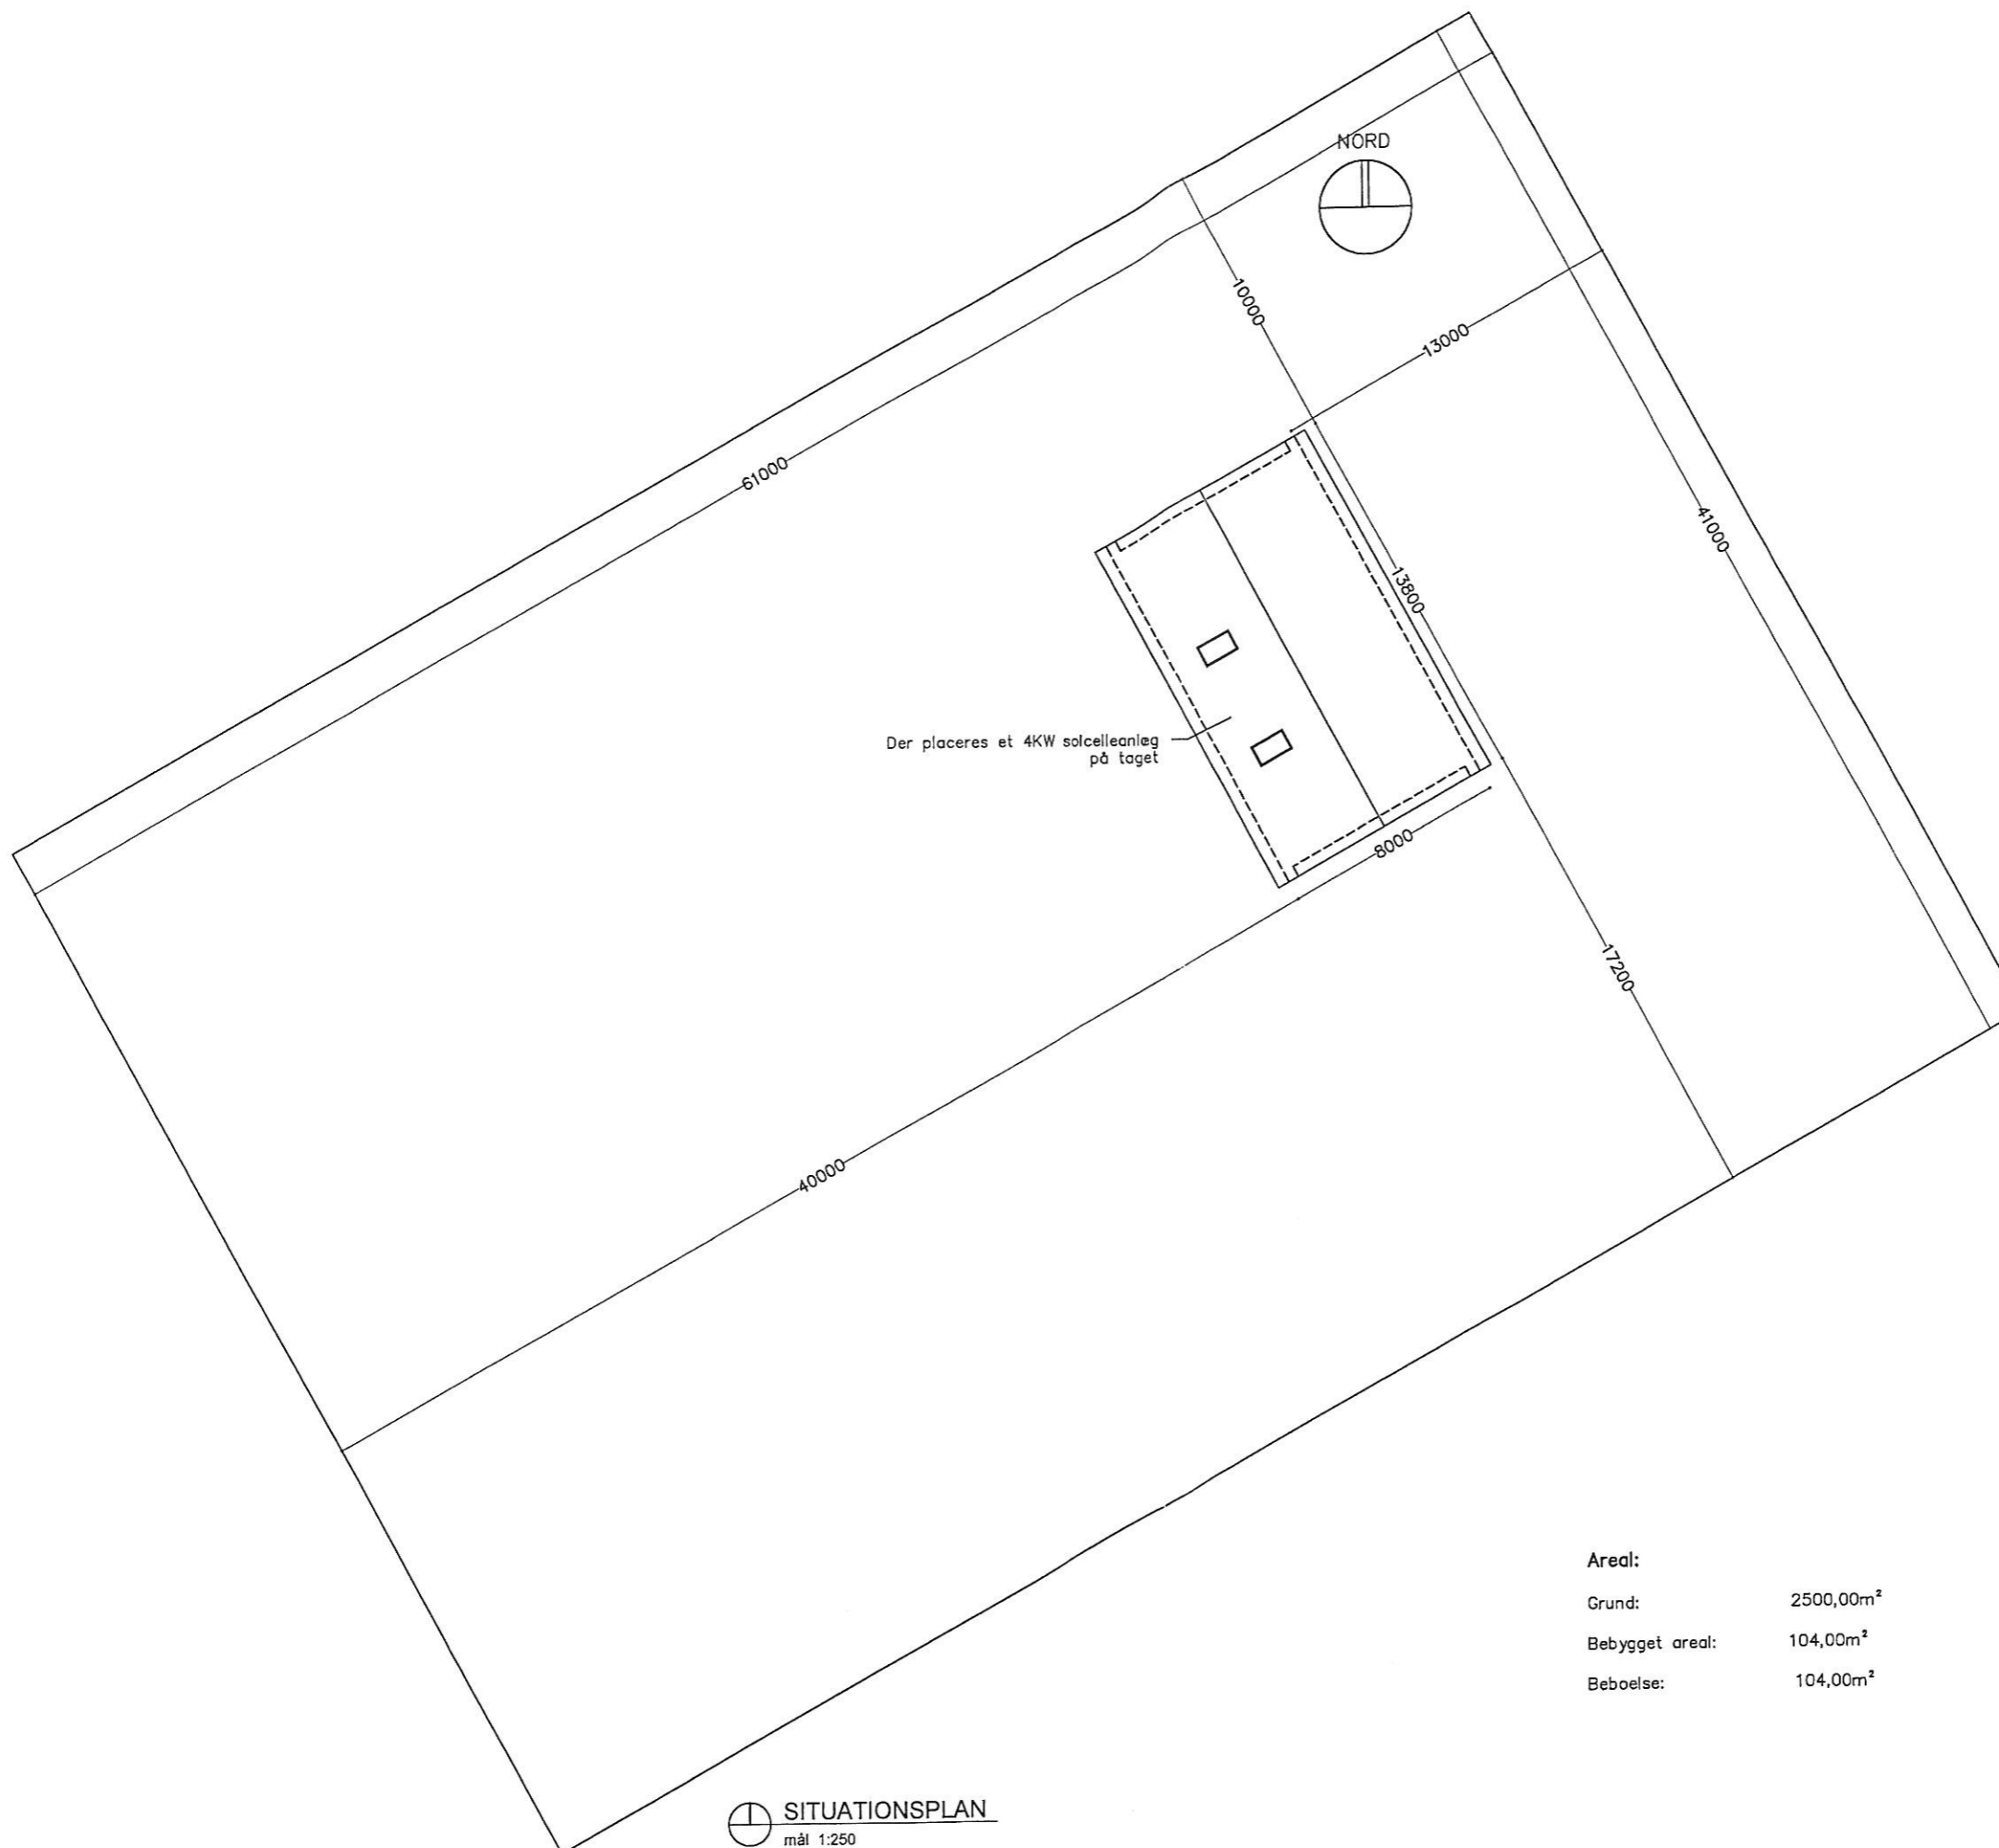 NORD
10000
13000
61000
41000
13800
Der placeres et 4KW solcelleanlæg
på taget
8000
17200
40000
Areal:
Grund: 2500,00m²
Bebygget areal: 104,00m²
Beboelse: 104,00m²
SITUATIONSPLAN
mål 1:250